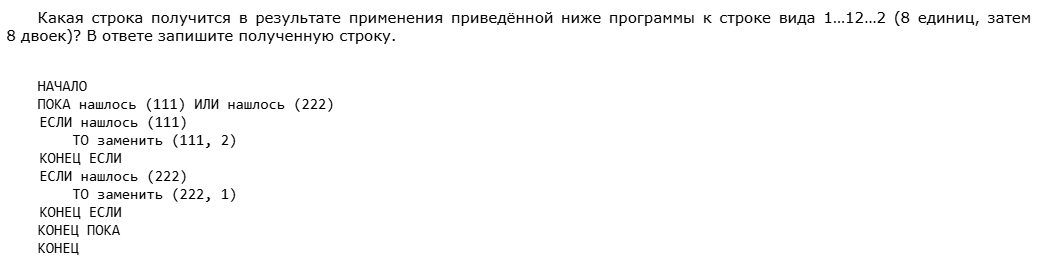 Какая строка получится в результате применения приведённой ниже программы к строке вида 1…12…2 (8 единиц, затем
8 двоек)? В ответе запишите полученную строку.
НАЧАЛО
ПОКА нашлось (111) ИЛИ нашлось (222)
ЕСЛИ нашлось (111)
ТО заменить (111, 2)
КОНЕЦ ЕСЛИ
ЕСЛИ нашлось (222)
ТО заменить (222, 1)
КОНЕЦ ЕСЛИ
КОНЕЦ ПОКА
КОНЕЦ